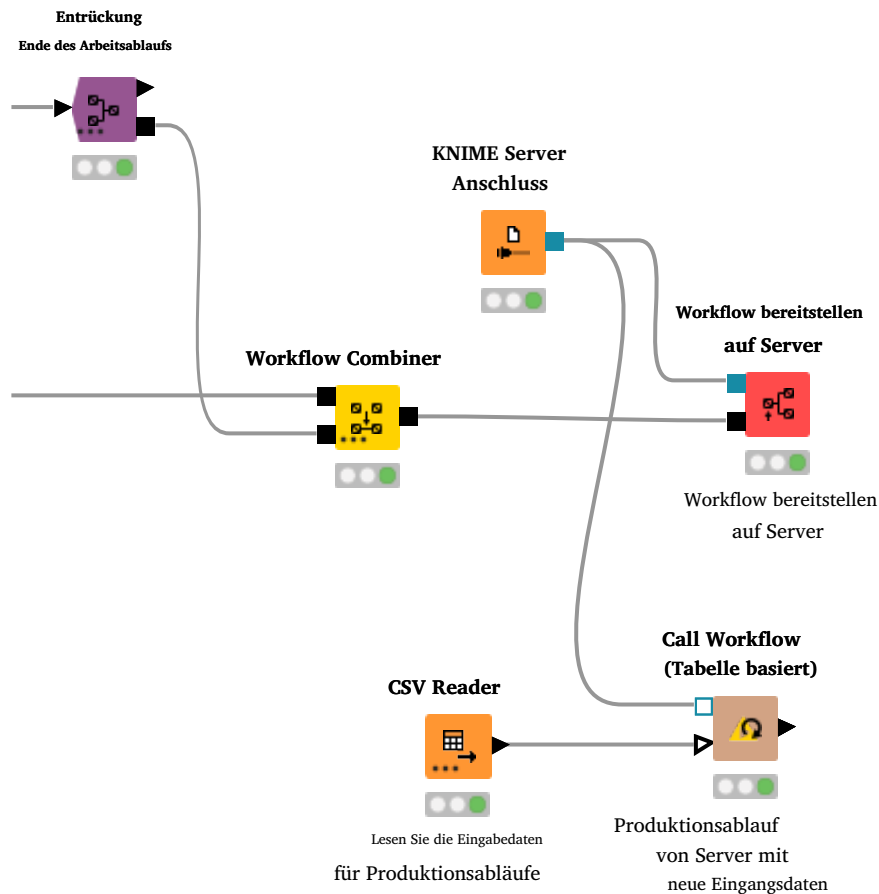 Entrückung
Ende des Arbeitsablaufs
KNIME Server
Anschluss
Workflow bereitstellen
auf Server
Workflow Combiner
Workflow bereitstellen
auf Server
Call Workflow
(Tabelle basiert)
CSV Reader
Lesen Sie die Eingabedaten
für Produktionsabläufe
Produktionsablauf
von Server mit
neue Eingangsdaten